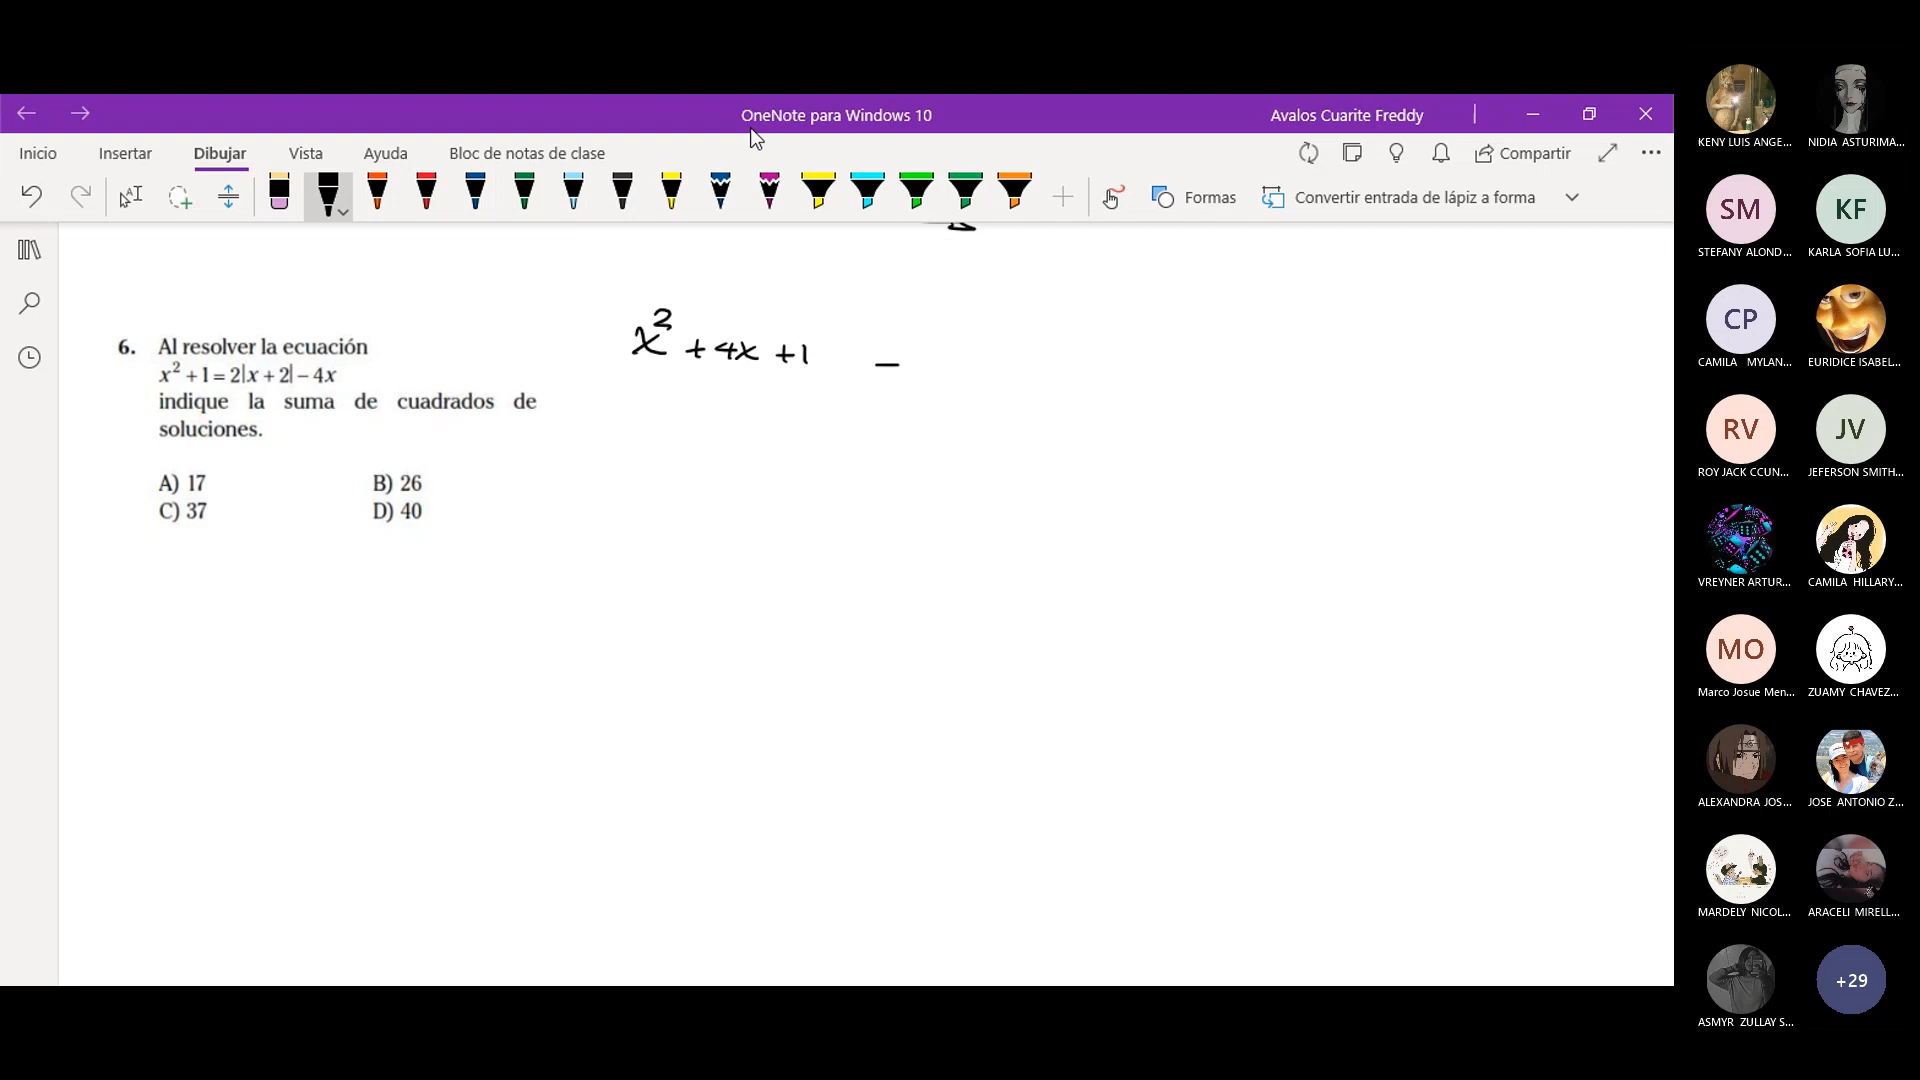 OneNote para Windows 10
Avalos Cuarite Freddy
Inicio
Insertar
Dibujar
Vista
Ayuda
Bloc de notas de clase
Compartir
Formas
Convertir entrada de lápiz a forma
6. Al resolver la ecuación
x² + 1 = 2|x + 2| − 4x
indique la suma de cuadrados de
soluciones.
A) 17 B) 26
C) 37 D) 40
x² + 4x + 1 −
KENY LUIS ANGE...
NIDIA ASTURIMA...
SM
STEFANY ALOND...
KF
KARLA SOFIA LU...
CP
CAMILA MYLAN...
EURIDICE ISABEL...
RV
ROY JACK CCUN...
JV
JEFERSON SMITH...
VREYNER ARTUR...
CAMILA HILLARY...
MO
Marco Josue Men...
ZUAMY CHAVEZ...
ALEXANDRA JOS...
JOSE ANTONIO Z...
MARDELY NICOL...
ARACELI MIRELL...
ASMYR ZULLAY S...
+29